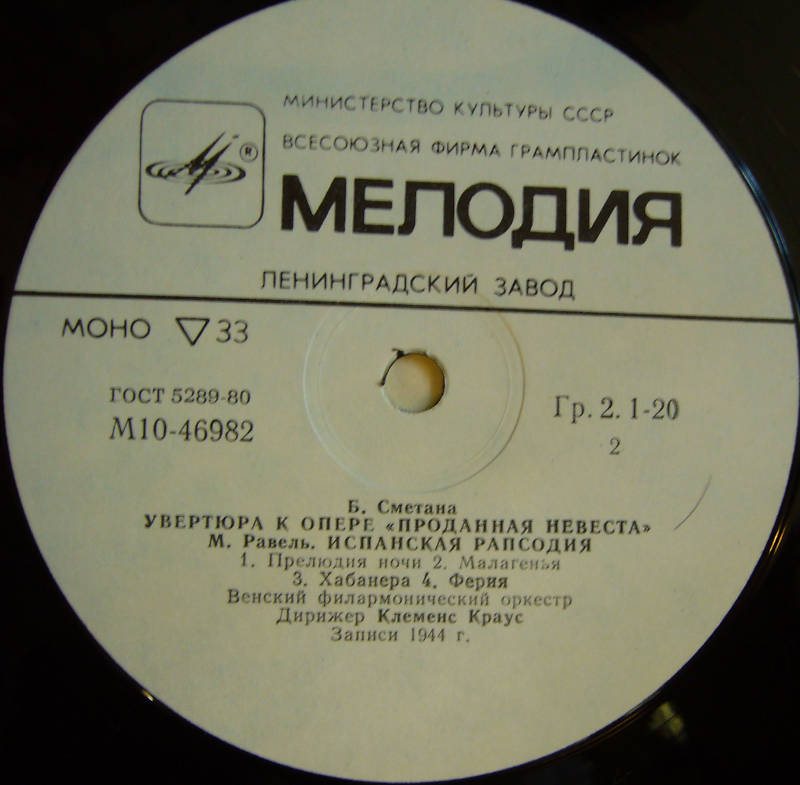 МИНИСТЕРСТВО КУЛЬТУРЫ СССР
ВСЕСОЮЗНАЯ ФИРМА ГРАМПЛАСТИНОК
®
МЕЛОДИЯ
ЛЕНИНГРАДСКИЙ ЗАВОД
МОНО ▽ 33
ГОСТ 5289-80
М10-46982
Гр. 2. 1-20
2
Б. Сметана
УВЕРТЮРА К ОПЕРЕ «ПРОДАННАЯ НЕВЕСТА»
М. Равель. ИСПАНСКАЯ РАПСОДИЯ
1. Прелюдия ночи 2. Малагенья
3. Хабанера 4. Ферия
Венский филармонический оркестр
Дирижер Клеменс Краус
Записи 1944 г.